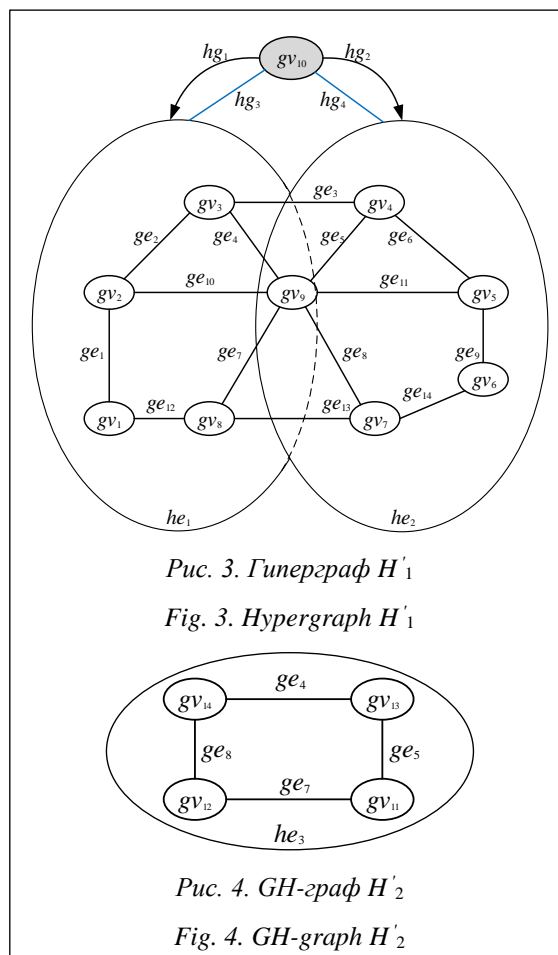 hg₁ gv₁₀ hg₂
hg₃ hg₄
gv₃ ge₃ gv₄
ge₂ ge₄ ge₅ ge₆
gv₂ ge₁₀ gv₉ ge₁₁ gv₅
ge₁ ge₇ ge₈ ge₉
gv₆
gv₁ ge₁₂ gv₈ ge₁₃ gv₇ ge₁₄
he₁ he₂
Рис. 3. Гиперграф H'₁
Fig. 3. Hypergraph H'₁
gv₁₄ ge₄ gv₁₃
ge₈ ge₅
gv₁₂ ge₇ gv₁₁
he₃
Рис. 4. GH-граф H'₂
Fig. 4. GH-graph H'₂